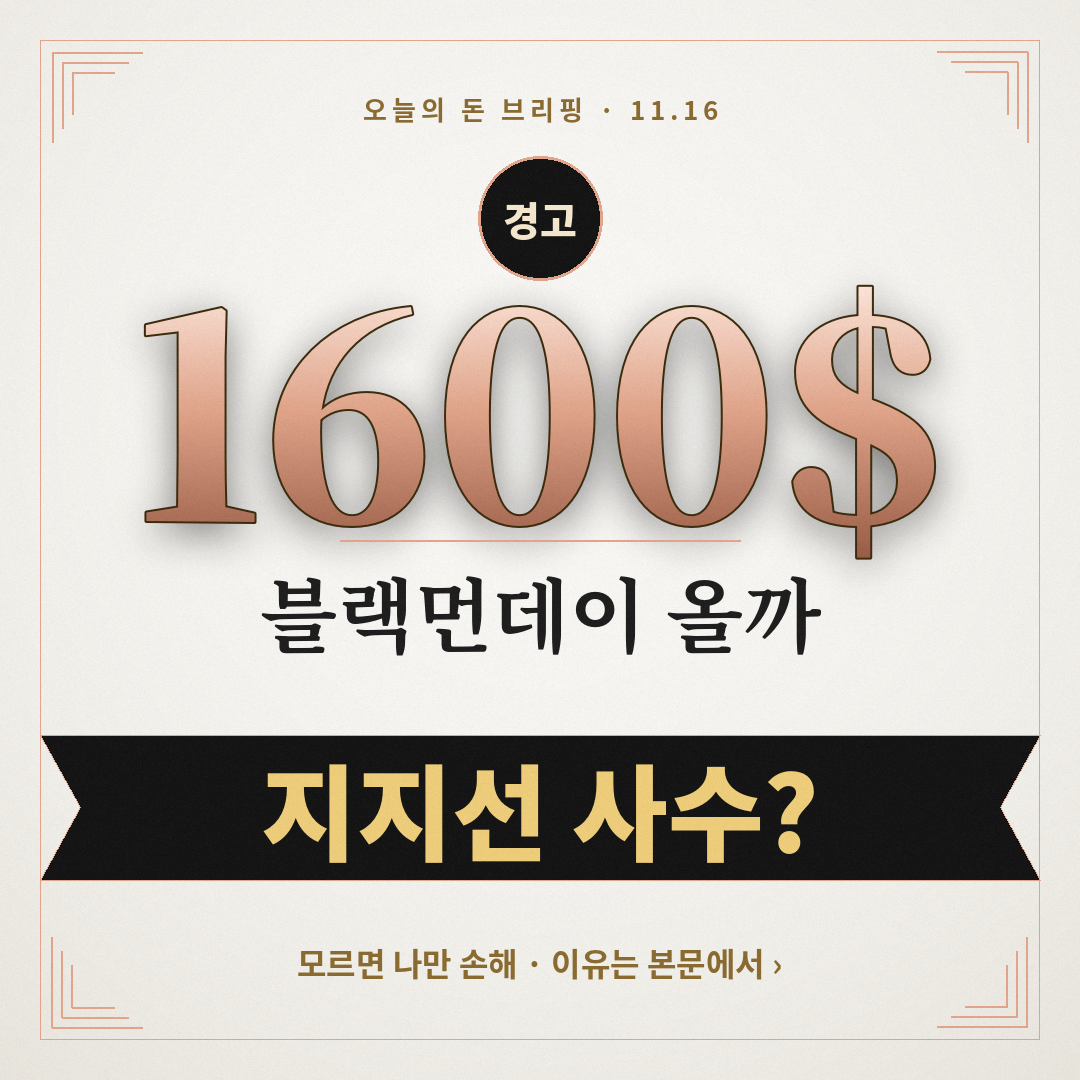 오늘의 돈 브리핑 · 11.16
경고
1600$
블랙먼데이 올까
지지선 사수?
모르면 나만 손해 · 이유는 본문에서 ›